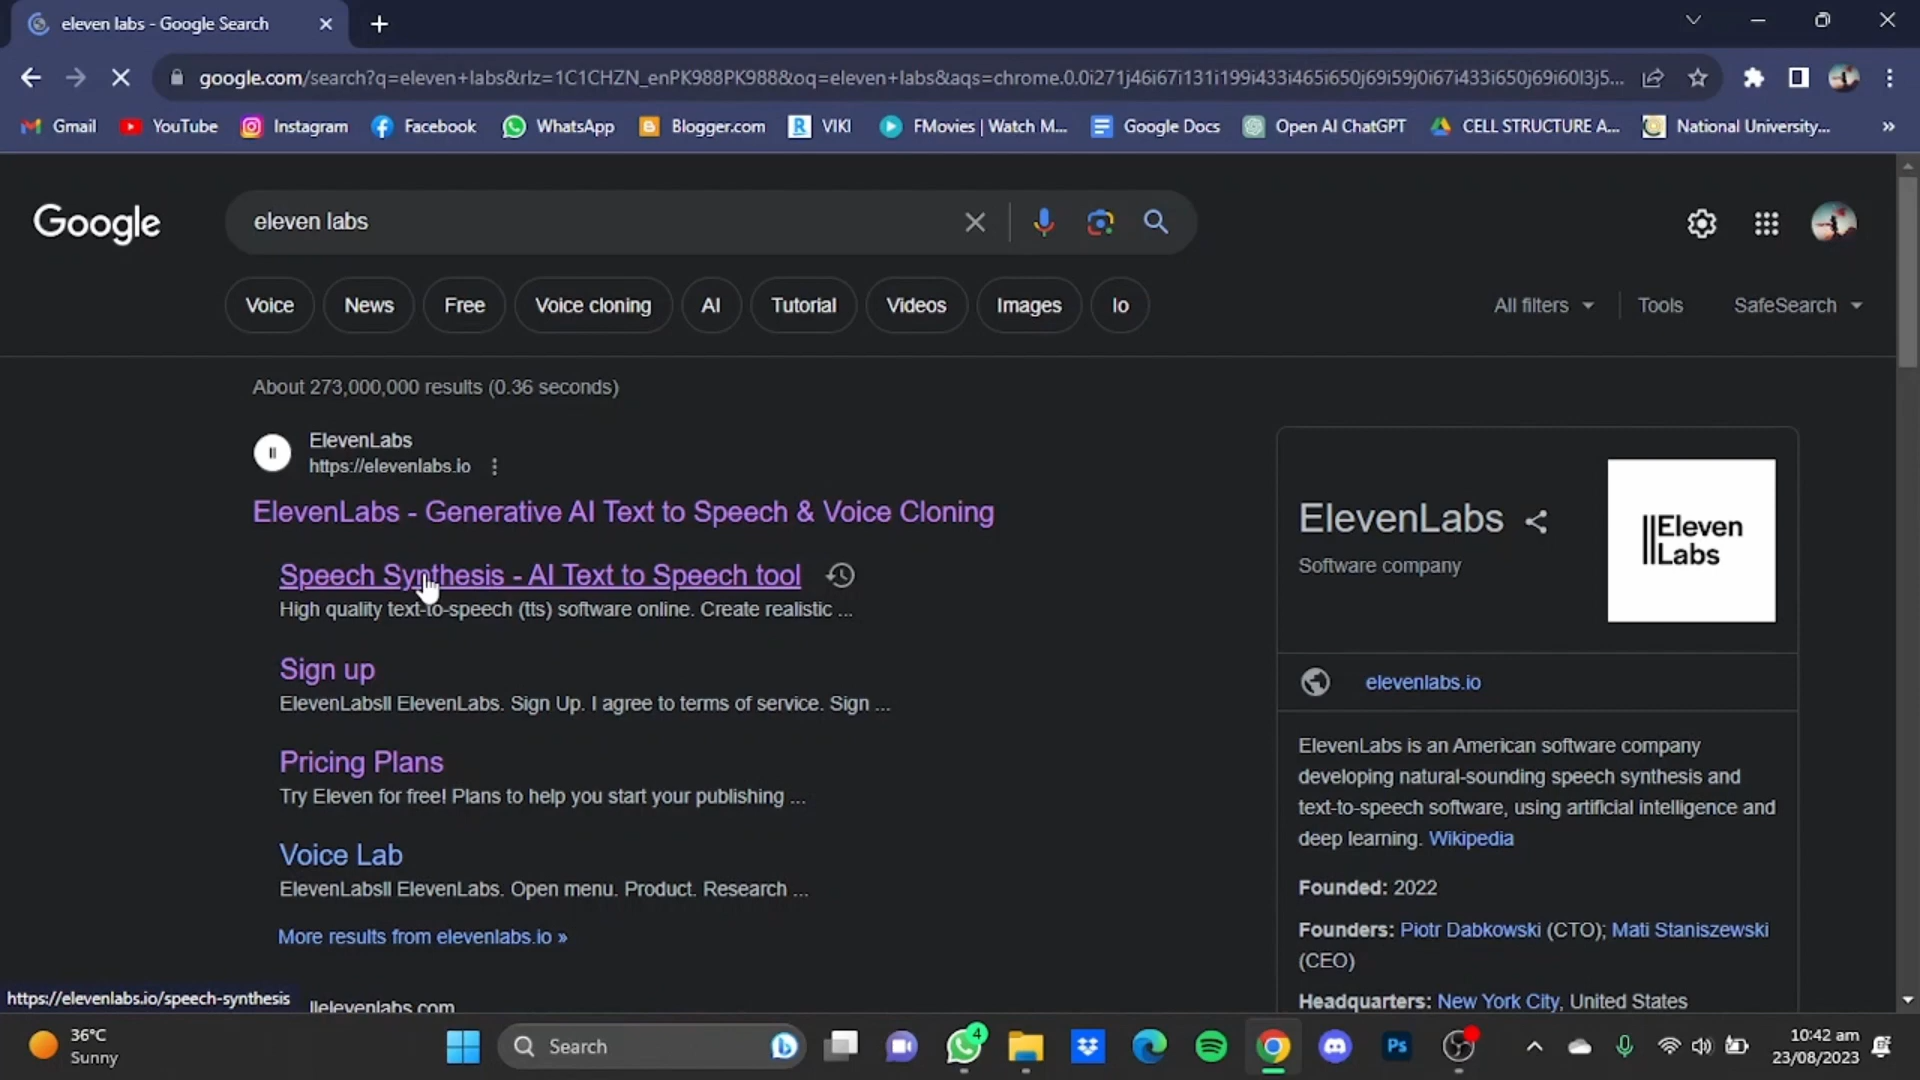 eleven labs - Google Search
google.com/search?q=eleven+labs&rlz=1C1CHZN_enPK988PK988&oq=eleven+labs&aqs=chrome.0.0i271j46i67i131i199i433i465i650j69i59j0i67i433i650j69i60l3j5...
Gmail YouTube Instagram Facebook WhatsApp Blogger.com VIKI FMovies | Watch M... Google Docs Open AI ChatGPT CELL STRUCTURE A... National University... »
Google eleven labs
Voice News Free Voice cloning AI Tutorial Videos Images Io All filters Tools SafeSearch
About 273,000,000 results (0.36 seconds)
ElevenLabs
https://elevenlabs.io
ElevenLabs - Generative AI Text to Speech & Voice Cloning
Speech Synthesis - AI Text to Speech tool
High quality text-to-speech (tts) software online. Create realistic ...
Sign up
ElevenLabsII ElevenLabs. Sign Up. I agree to terms of service. Sign ...
Pricing Plans
Try Eleven for free! Plans to help you start your publishing ...
Voice Lab
ElevenLabsII ElevenLabs. Open menu. Product. Research ...
More results from elevenlabs.io »
https://elevenlabs.io/speech-synthesis
llelevenlabs.com
ElevenLabs
Software company
||Eleven
Labs
elevenlabs.io
ElevenLabs is an American software company
developing natural-sounding speech synthesis and
text-to-speech software, using artificial intelligence and
deep learning. Wikipedia
Founded: 2022
Founders: Piotr Dabkowski (CTO); Mati Staniszewski
(CEO)
Headquarters: New York City, United States
36°C
Sunny
Search
4
Ps
10:42 am
23/08/2023